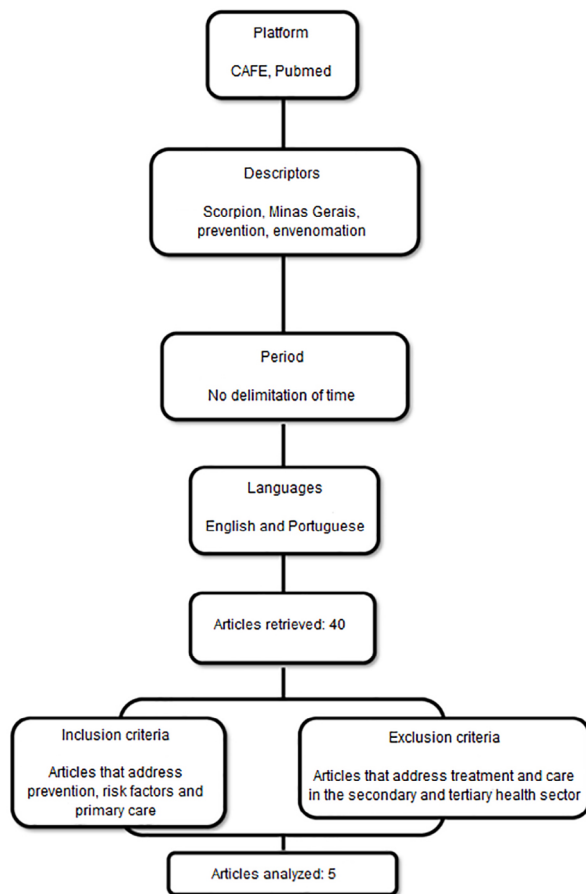 Platform
CAFE, Pubmed
Descriptors
Scorpion, Minas Gerais,
prevention, envenomation
Period
No delimitation of time
Languages
English and Portuguese
Articles retrieved: 40
Inclusion criteria
Articles that address
prevention, risk factors and
primary care
Exclusion criteria
Articles that address treatment and care
in the secondary and tertiary health sector
Articles analyzed: 5